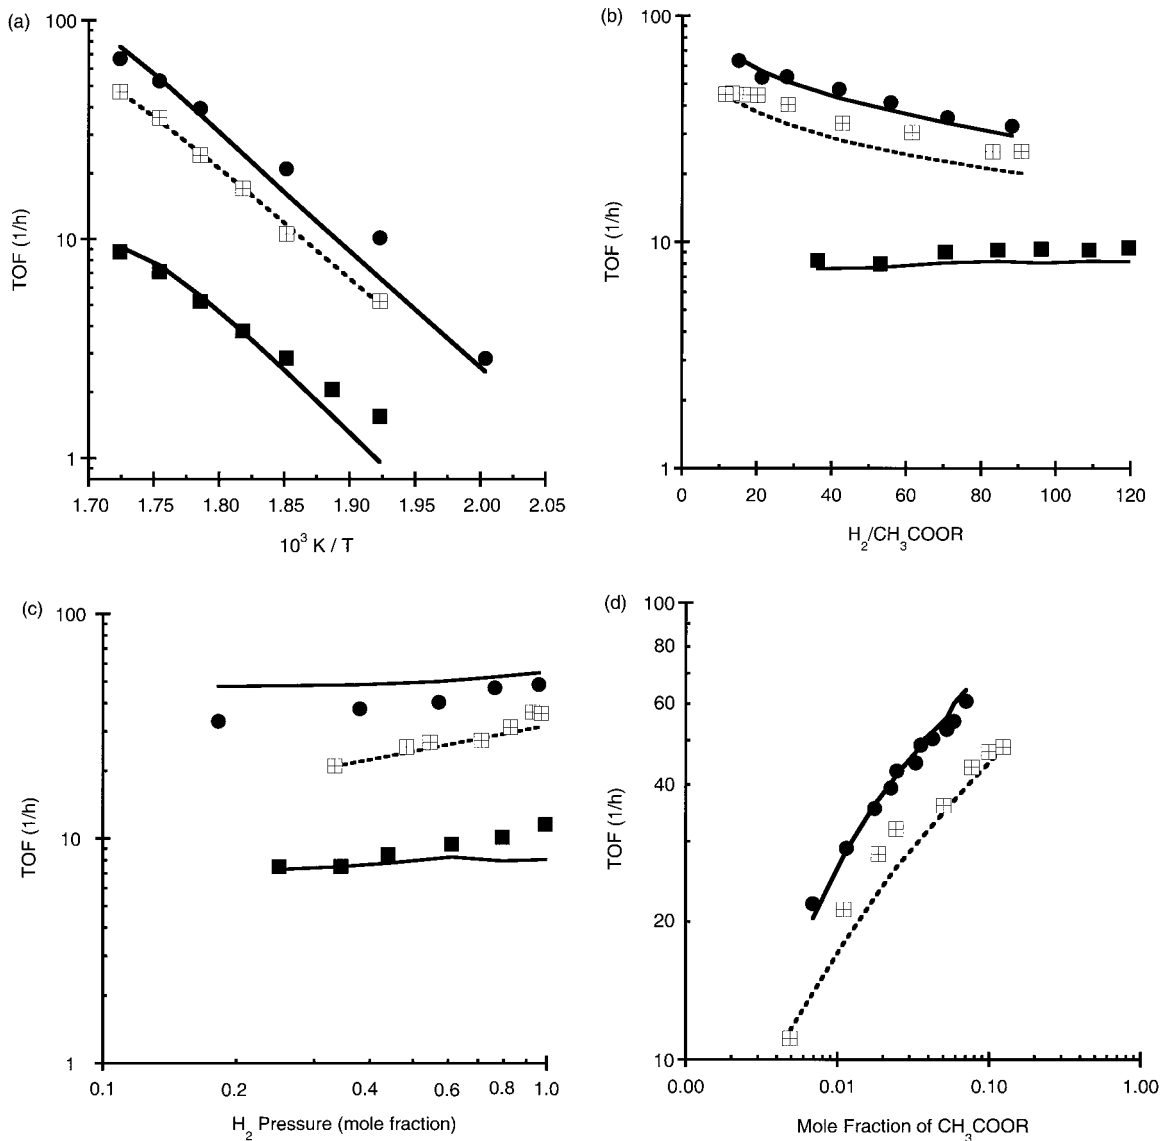 (a)
100
10
1
TOF (1/h)
1.70 1.75 1.80 1.85 1.90 1.95 2.00 2.05
10³ K / T
(b)
100
10
1
TOF (1/h)
0 20 40 60 80 100 120
H₂/CH₃COOR
(c)
100
10
1
TOF (1/h)
0.1 0.2 0.4 0.6 0.8 1.0
H₂ Pressure (mole fraction)
(d)
100
80
60
40
20
10
TOF (1/h)
0.00 0.01 0.10 1.00
Mole Fraction of CH₃COOR